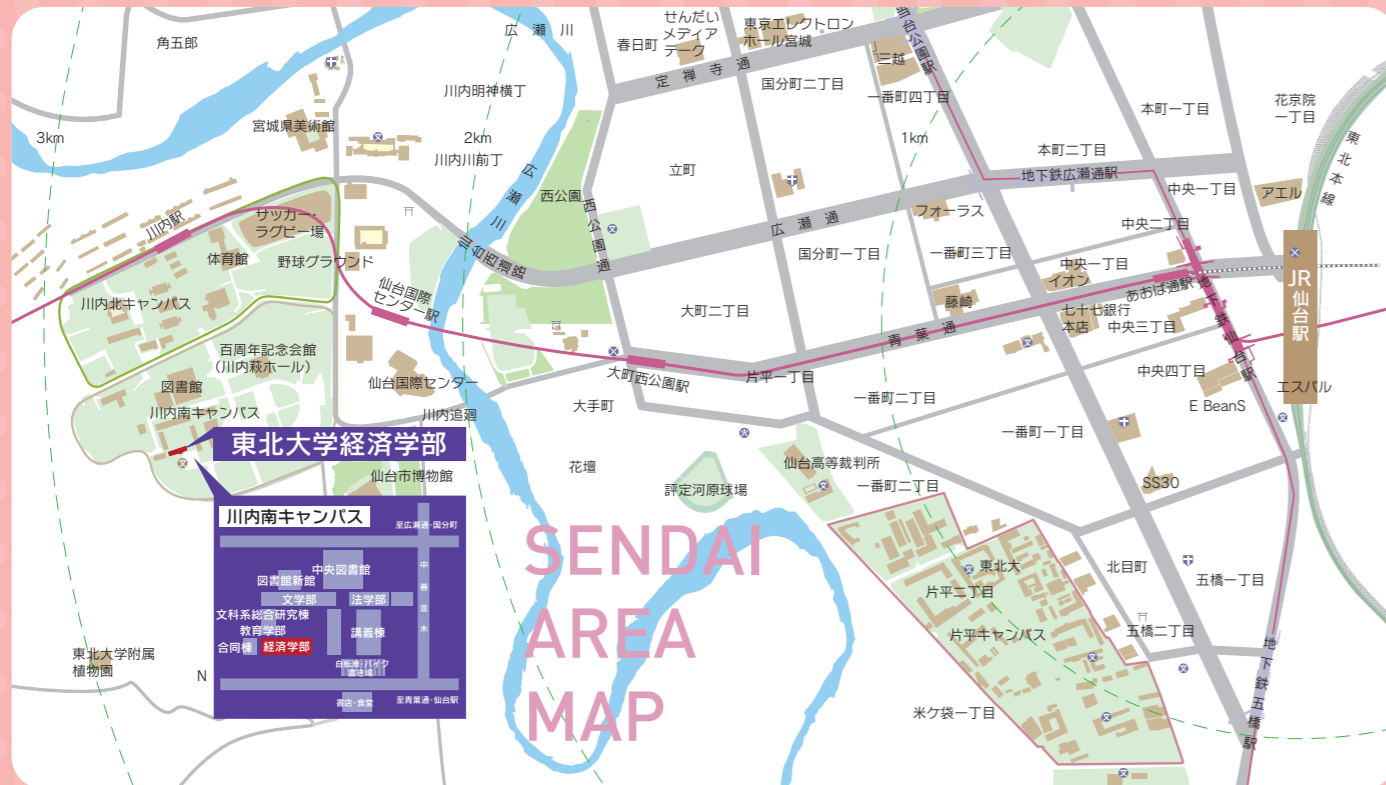 角五郎
広瀬川
春日町
せんだい
メディア
テーク
東京エレクトロン
ホール宮城
定禅寺通
三越
台公園駅
国分町二丁目
一番町四丁目
本町一丁目
花京院
一丁目
東北本線
川内明神横丁
宮城県美術館
3km
2km
1km
川内川前丁
広瀬川
立町
本町二丁目
地下鉄広瀬通駅
中央一丁目
アエル
西公園
西公園通
フォーラス
中央二丁目
川内駅
サッカー・
ラグビー場
体育館
野球グラウンド
広瀬通
国分町一丁目
一番町三丁目
中央一丁目
イオン
あおば通駅
地下鉄仙台駅
JR仙台駅
川内北キャンパス
仙台国際
センター駅
大町二丁目
藤崎
七十七銀行
本店
中央三丁目
青葉通
百周年記念会館
(川内萩ホール)
図書館
仙台国際センター
大町西公園駅
片平一丁目
中央四丁目
エスパル
川内南キャンパス
川内追廻
大手町
一番町二丁目
E BeanS
東北大学経済学部
一番町一丁目
仙台市博物館
花壇
評定河原球場
仙台高等裁判所
一番町二丁目
SS30
川内南キャンパス
至広瀬通・国分町
中央図書館
図書館新館
文学部
法学部
文科系総合研究棟
教育学部
講義棟
合同棟
経済学部
自転車・バイク
置き場
書店・食堂
至青葉通・仙台駅
SENDAI
AREA
MAP
東北大
片平二丁目
片平キャンパス
北目町
五橋一丁目
五橋二丁目
地下鉄五橋駅
米ケ袋一丁目
東北大学附属
植物園
N